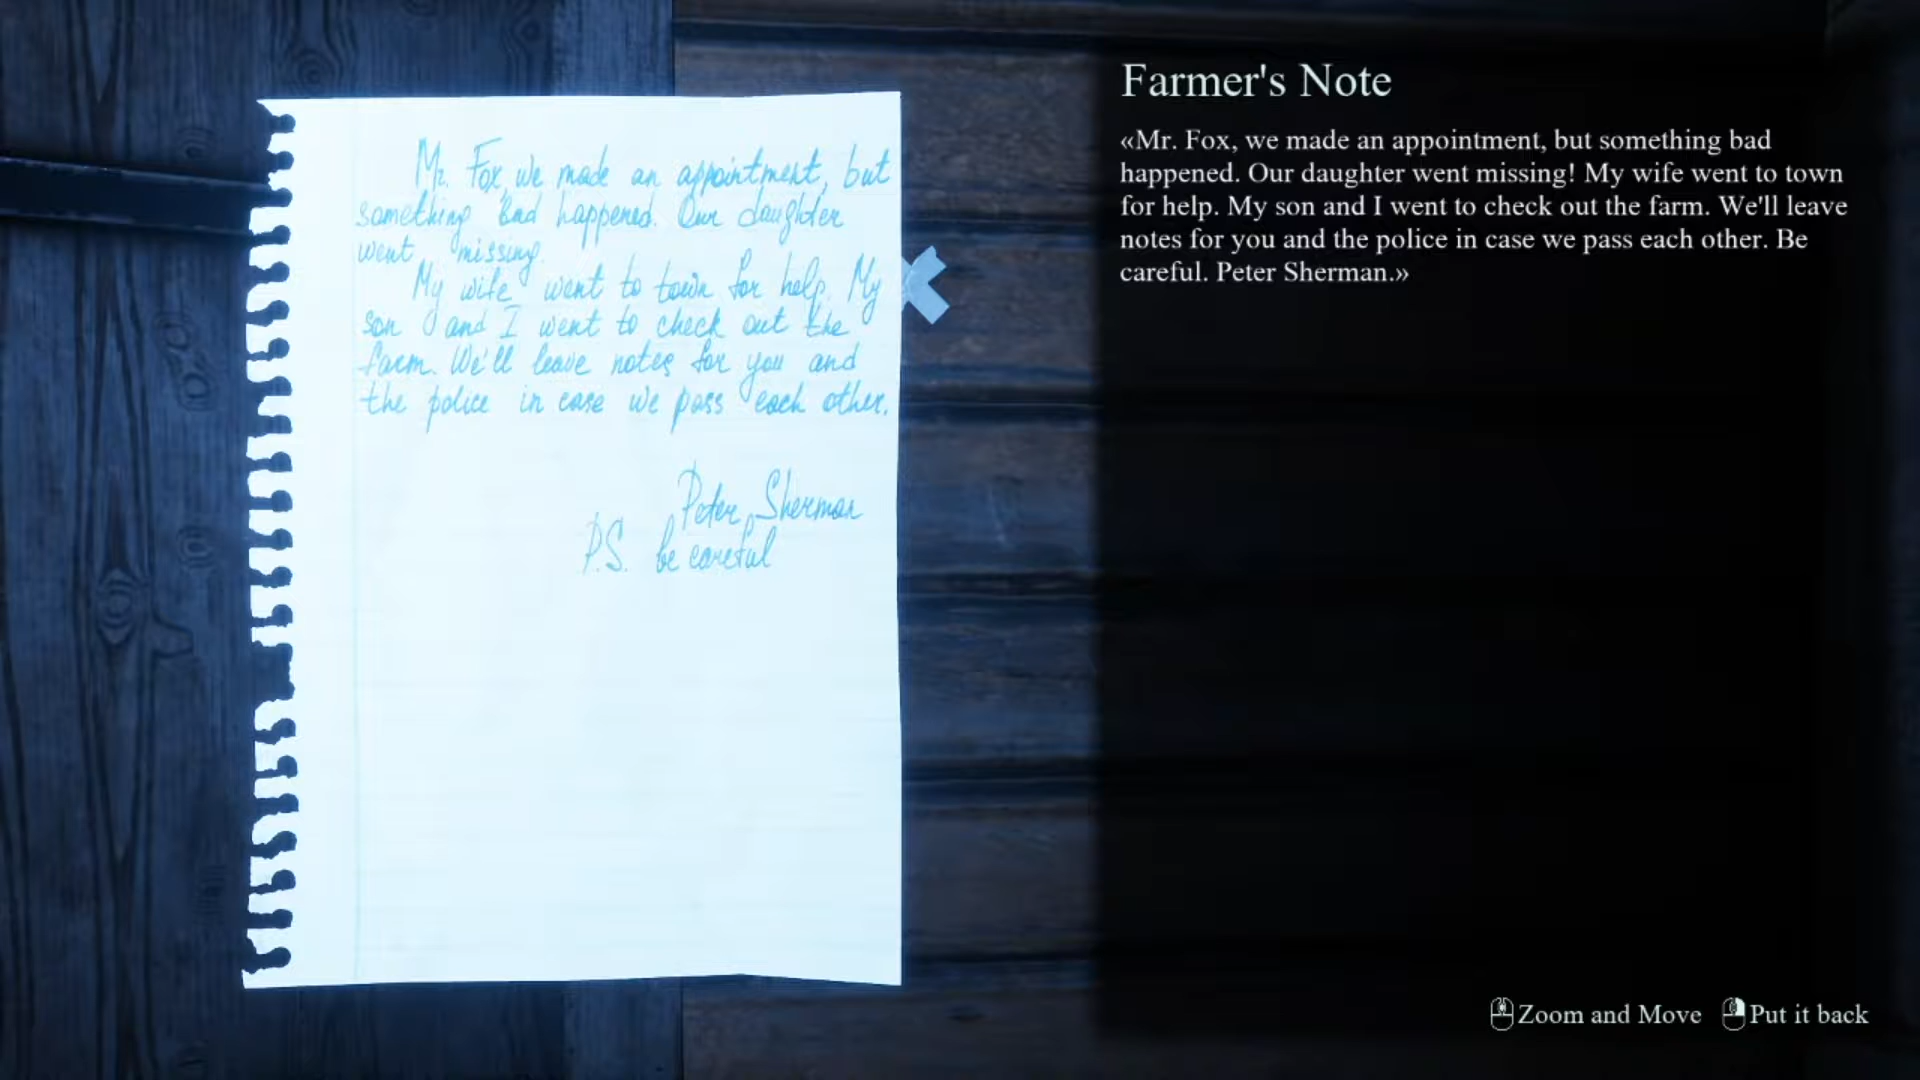 Mr. Fox, we made an appointment, but
something bad happened. Our daughter
went missing.
My wife went to town for help. My
son and I went to check out the
farm. We'll leave notes for you and
the police in case we pass each other.
Peter Sherman
P.S. be careful
Farmer's Note
«Mr. Fox, we made an appointment, but something bad
happened. Our daughter went missing! My wife went to town
for help. My son and I went to check out the farm. We'll leave
notes for you and the police in case we pass each other. Be
careful. Peter Sherman.»
Zoom and Move Put it back